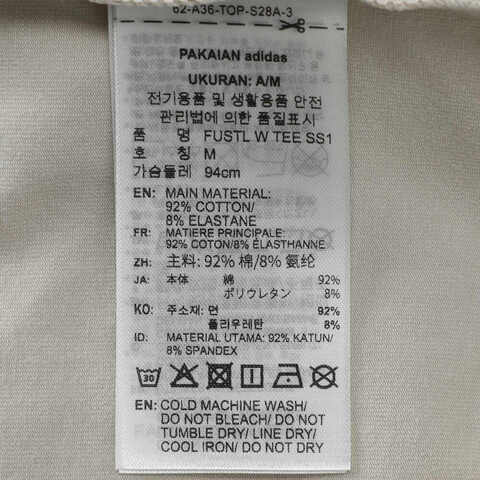 62-A36-TOP-S28A-3
PAKAIAN adidas
UKURAN: A/M
전기용품 및 생활용품 안전
관리법에 의한 품질표시
품 명 FUSTL W TEE SS1
호 칭 M
가슴둘레 94cm
EN: MAIN MATERIAL:
92% COTTON/
8% ELASTANE
FR: MATIERE PRINCIPALE:
92% COTON/8% ELASTHANNE
ZH: 主料: 92% 棉/8% 氨纶
JA: 本体 綿 92%
ポリウレタン 8%
KO: 주소재: 면 92%
폴리우레탄 8%
ID: MATERIAL UTAMA: 92% KATUN/
8% SPANDEX
30
EN: COLD MACHINE WASH/
DO NOT BLEACH/ DO NOT
TUMBLE DRY/ LINE DRY/
COOL IRON/ DO NOT DRY